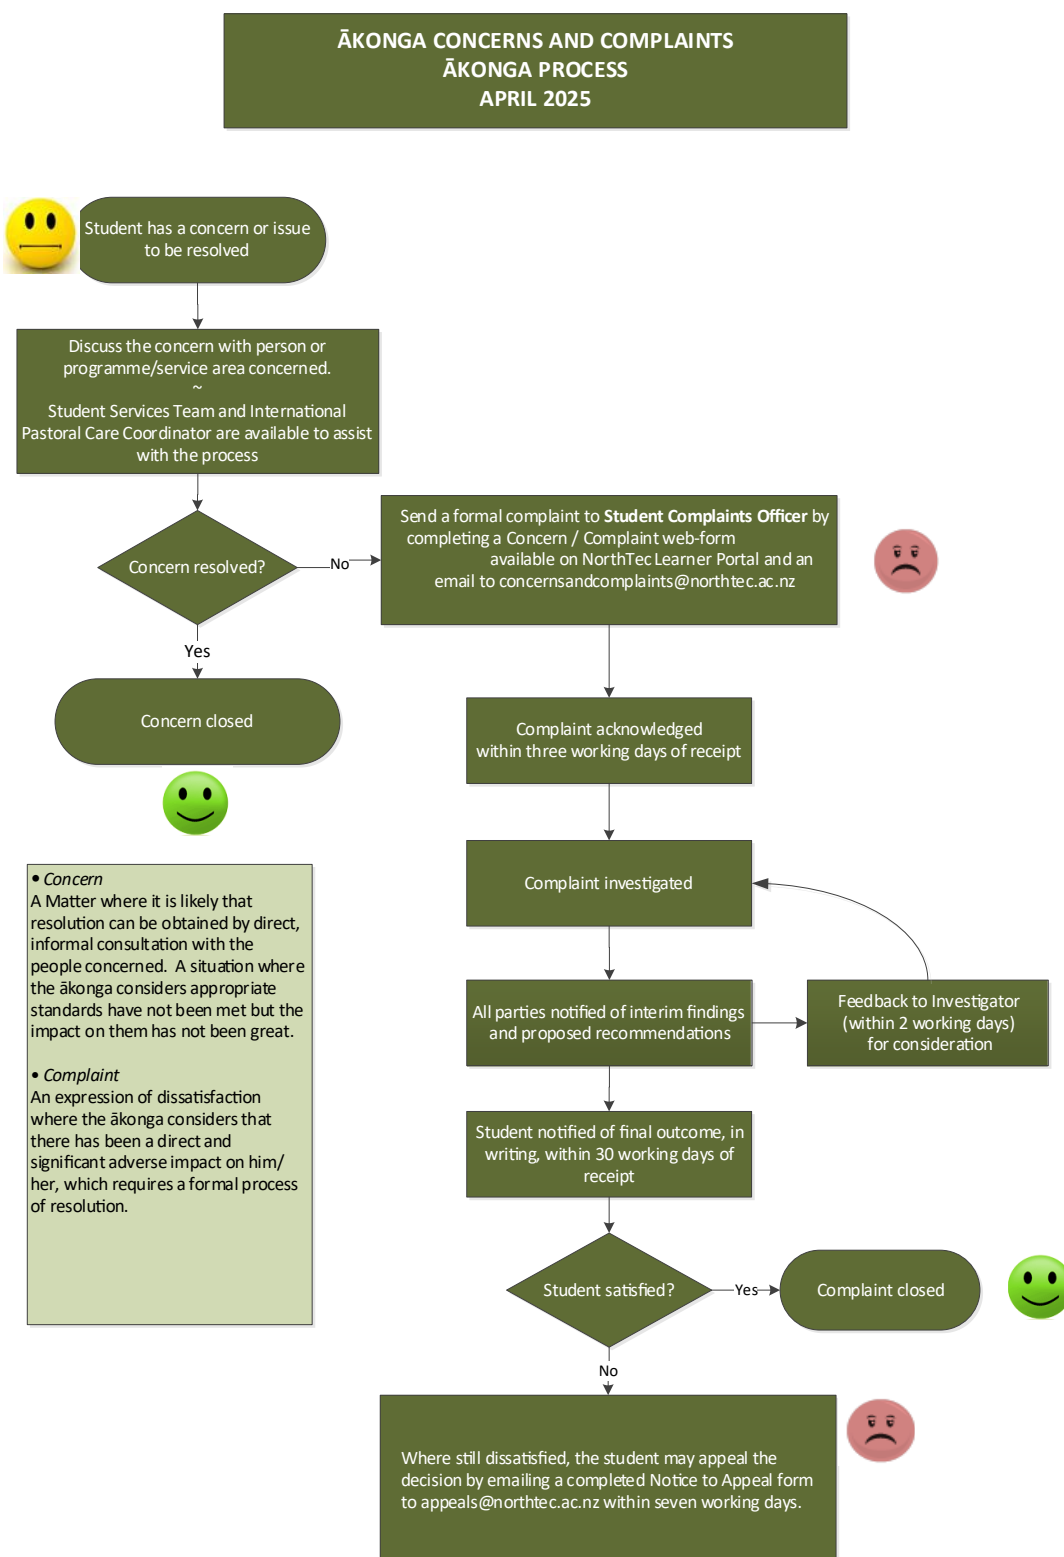 ĀKONGA CONCERNS AND COMPLAINTS
ĀKONGA PROCESS
APRIL 2025
Student has a concern or issue
to be resolved
Discuss the concern with person or
programme/service area concerned.
~
Student Services Team and International
Pastoral Care Coordinator are available to assist
with the process
Concern resolved?
No
Send a formal complaint to Student Complaints Officer by
completing a Concern / Complaint web-form
available on NorthTec Learner Portal and an
email to concernsandcomplaints@northtec.ac.nz
Yes
Concern closed
Complaint acknowledged
within three working days of receipt
Complaint investigated
All parties notified of interim findings
and proposed recommendations
Feedback to Investigator
(within 2 working days)
for consideration
Student notified of final outcome, in
writing, within 30 working days of
receipt
Student satisfied?
Yes
Complaint closed
No
Where still dissatisfied, the student may appeal the
decision by emailing a completed Notice to Appeal form
to appeals@northtec.ac.nz within seven working days.
• Concern
A Matter where it is likely that
resolution can be obtained by direct,
informal consultation with the
people concerned.  A situation where
the ākonga considers appropriate
standards have not been met but the
impact on them has not been great.
• Complaint
An expression of dissatisfaction
where the ākonga considers that
there has been a direct and
significant adverse impact on him/
her, which requires a formal process
of resolution.